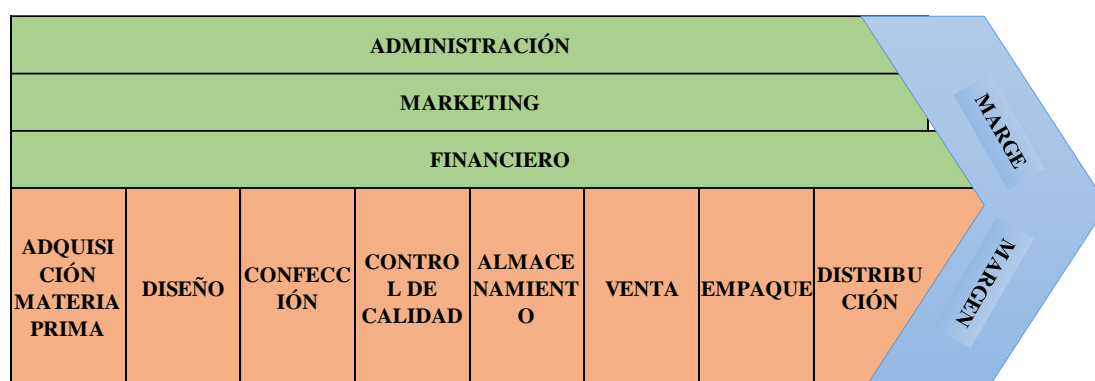 ADMINISTRACIÓN
MARKETING
FINANCIERO
MARGE
ADQUISI
CIÓN
MATERIA
PRIMA
DISEÑO
CONFECC
IÓN
CONTRO
L DE
CALIDAD
ALMACE
NAMIENT
O
VENTA
EMPAQUE
DISTRIBU
CIÓN
MARGEN